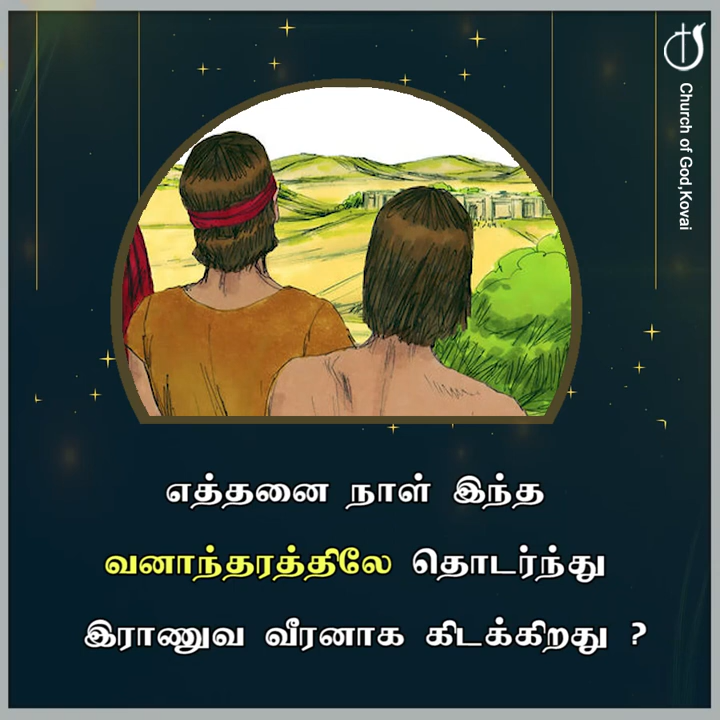 Church of God,Kovai
எத்தனை நாள் இந்த
வனாந்தரத்திலே தொடர்ந்து
இராணுவ வீரனாக கிடக்கிறது ?